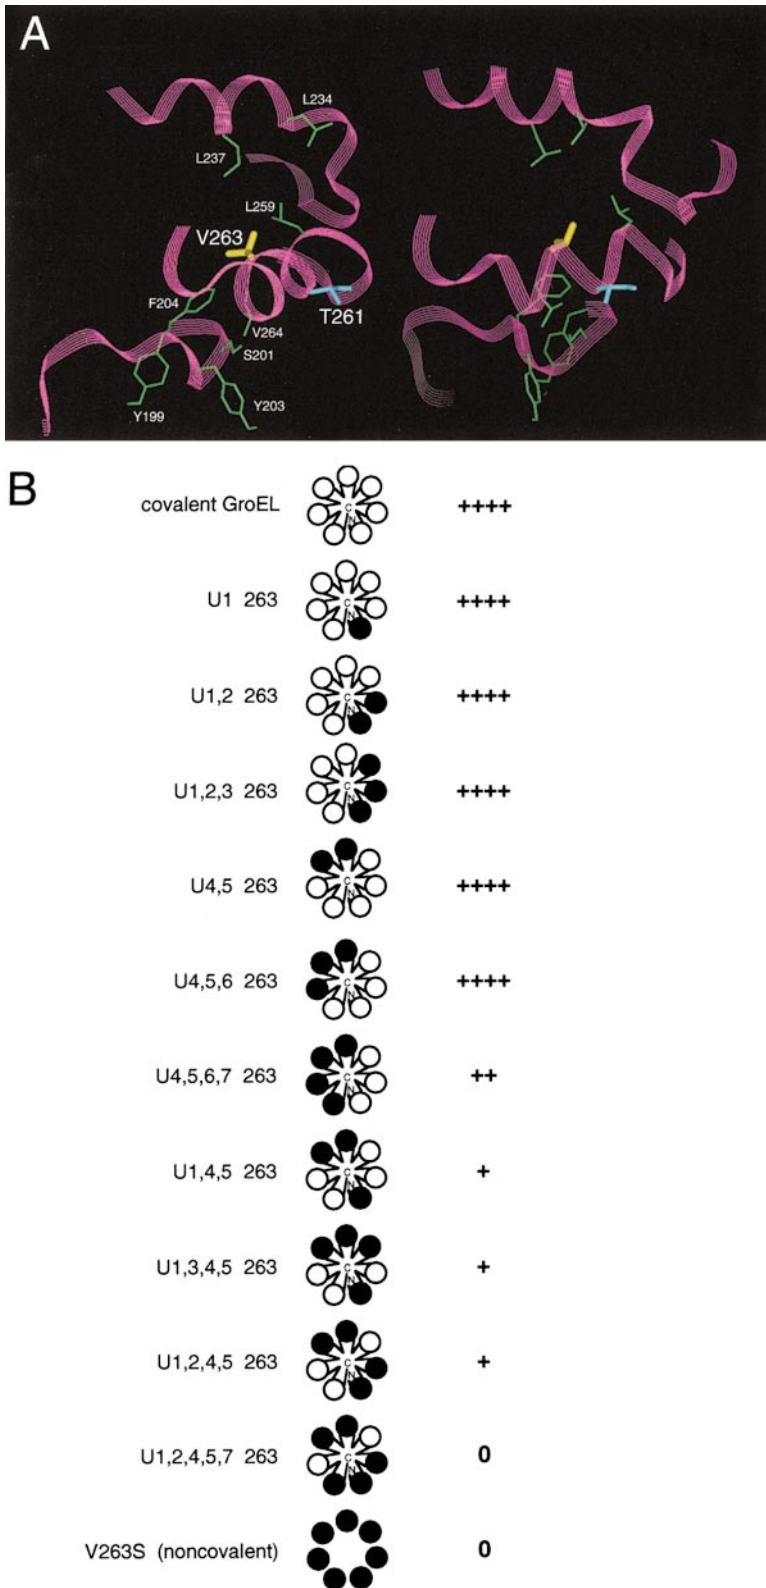 A
L234
L237
L259
V263
F204
T261
V264
S201
Y199
Y203
B
covalent GroEL
C
N
++++
U1 263
C
N
++++
U1,2 263
C
N
++++
U1,2,3 263
C
N
++++
U4,5 263
C
N
++++
U4,5,6 263
C
N
++++
U4,5,6,7 263
C
N
++
U1,4,5 263
C
N
+
U1,3,4,5 263
C
N
+
U1,2,4,5 263
C
N
+
U1,2,4,5,7 263
C
N
0
V263S (noncovalent)
0